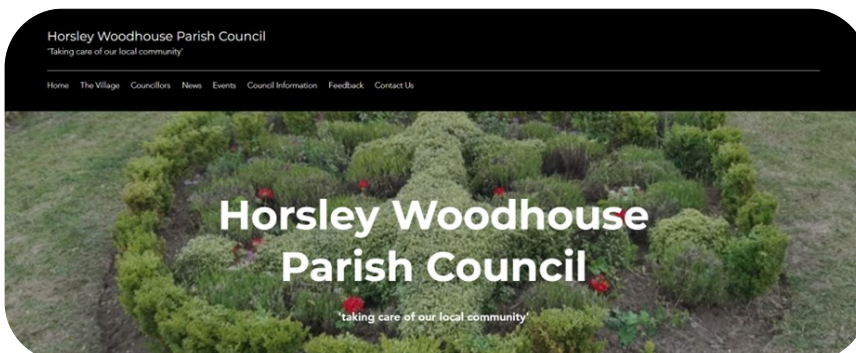 Horsley Woodhouse Parish Council
'Taking care of our local community'
Home The Village Councillors News Events Council Information Feedback Contact Us
Horsley Woodhouse
Parish Council
'taking care of our local community'